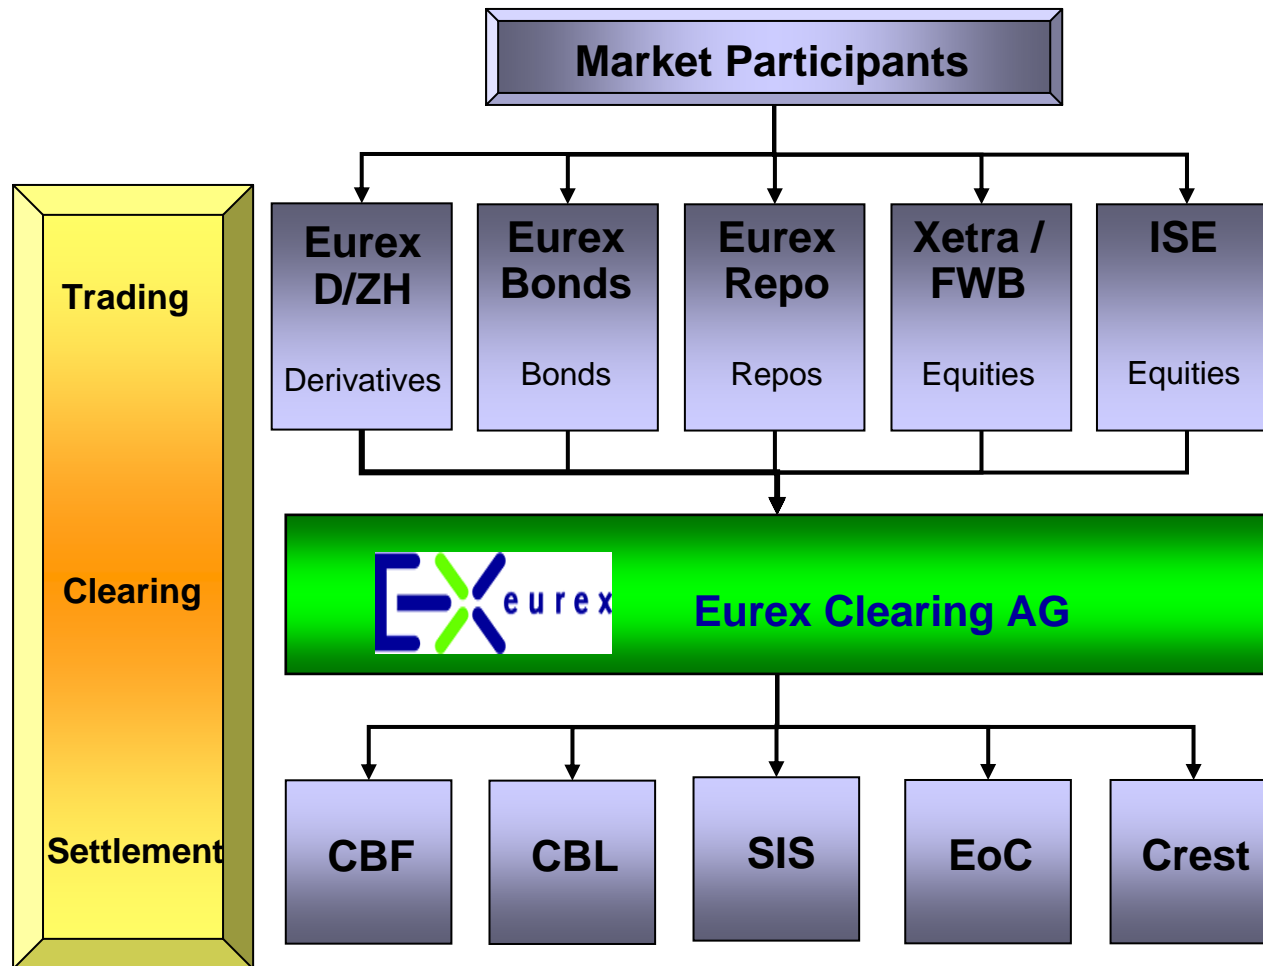 Market Participants
Trading
Eurex
D/ZH
Derivatives
Eurex
Bonds
Bonds
Eurex
Repo
Repos
Xetra /
FWB
Equities
ISE
Equities
Clearing
eurex
Eurex Clearing AG
Settlement
CBF
CBL
SIS
EoC
Crest